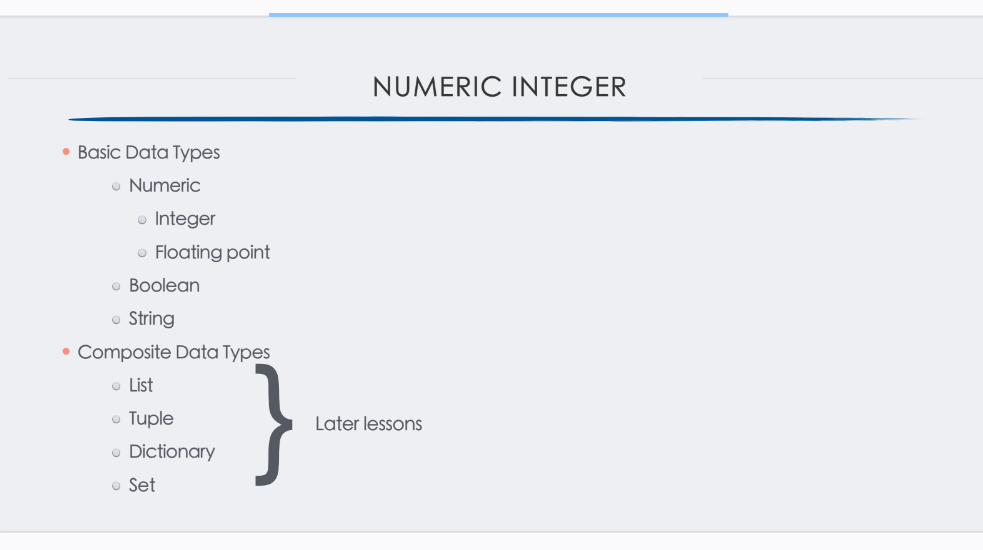 NUMERIC INTEGER
Basic Data Types
Numeric
Integer
Floating point
Boolean
String
Composite Data Types
List
Tuple
Dictionary
Set
} Later lessons